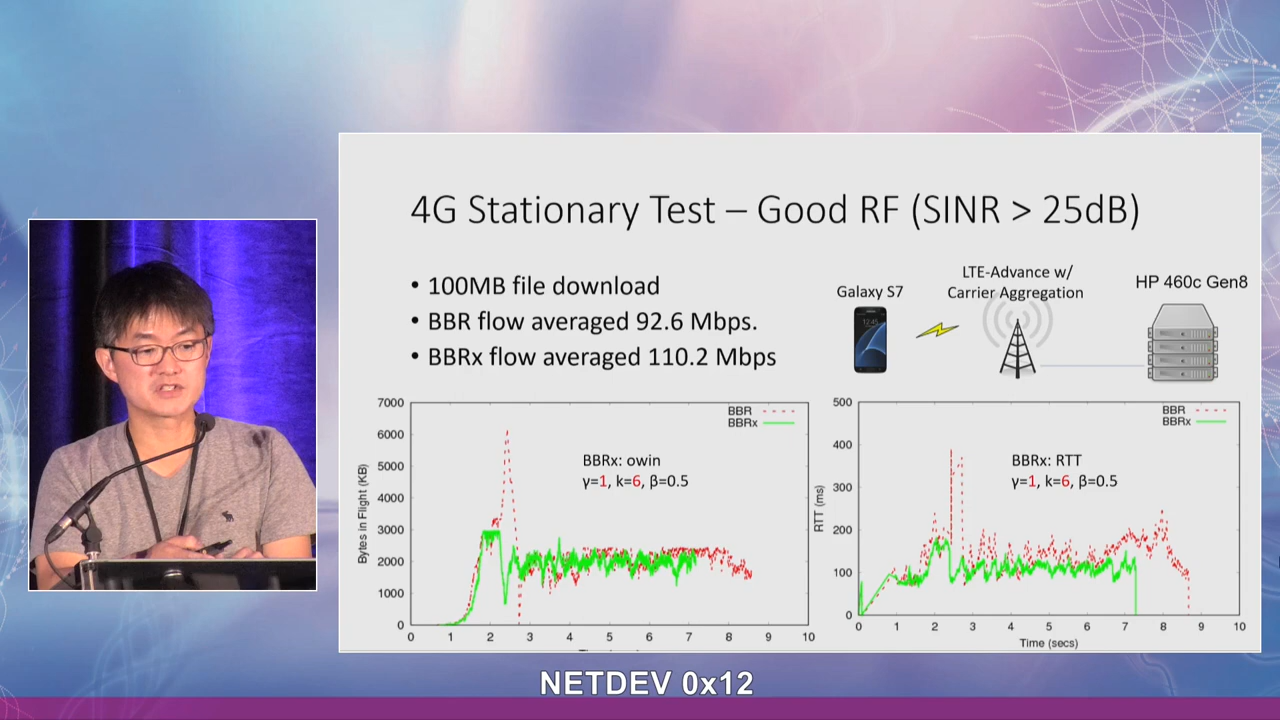 4G Stationary Test – Good RF (SINR > 25dB)
• 100MB file download
• BBR flow averaged 92.6 Mbps.
• BBRx flow averaged 110.2 Mbps
Galaxy S7
LTE-Advance w/
Carrier Aggregation
HP 460c Gen8
12:45
7000
6000
5000
4000
3000
2000
1000
0
Bytes in Flight (KB)
BBR
BBRx
BBRx: owin
γ=1, k=6, β=0.5
0 1 2 3 4 5 6 7 8 9 10
500
400
300
200
100
0
RTT (ms)
BBR
BBRx
BBRx: RTT
γ=1, k=6, β=0.5
0 1 2 3 4 5 6 7 8 9 10
Time (secs)
NETDEV 0x12